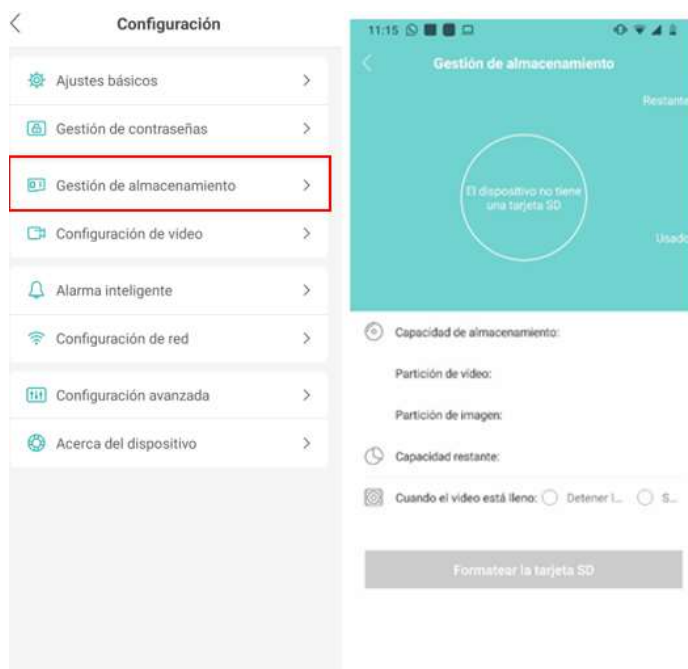 Configuración
Ajustes básicos
Gestión de contraseñas
Gestión de almacenamiento
Configuración de video
Alarma inteligente
Configuración de red
Configuración avanzada
Acerca del dispositivo
11:15
Gestión de almacenamiento
Restante
El dispositivo no tiene
una tarjeta SD
Usado
Capacidad de almacenamiento:
Partición de video:
Partición de imagen:
Capacidad restante:
Cuando el video está lleno: Detener l... S...
Formatear la tarjeta SD